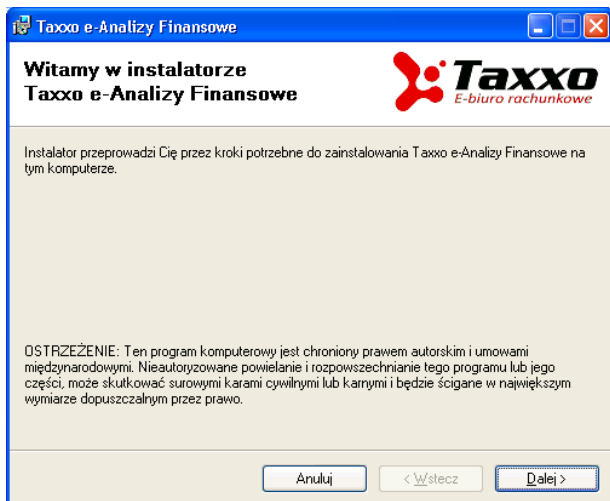 Taxxo e-Analizy Finansowe
Witamy w instalatorze
Taxxo e-Analizy Finansowe
Taxxo
E-biuro rachunkowe
Instalator przeprowadzi Cię przez kroki potrzebne do zainstalowania Taxxo e-Analizy Finansowe na
tym komputerze.
OSTRZEŻENIE: Ten program komputerowy jest chroniony prawem autorskim i umowami
międzynarodowymi. Nieautoryzowane powielanie i rozpowszechnianie tego programu lub jego
części, może skutkować surowymi karami cywilnymi lub karnymi i będzie ścigane w największym
wymiarze dopuszczalnym przez prawo.
Anuluj
< Wstecz
Dalej >